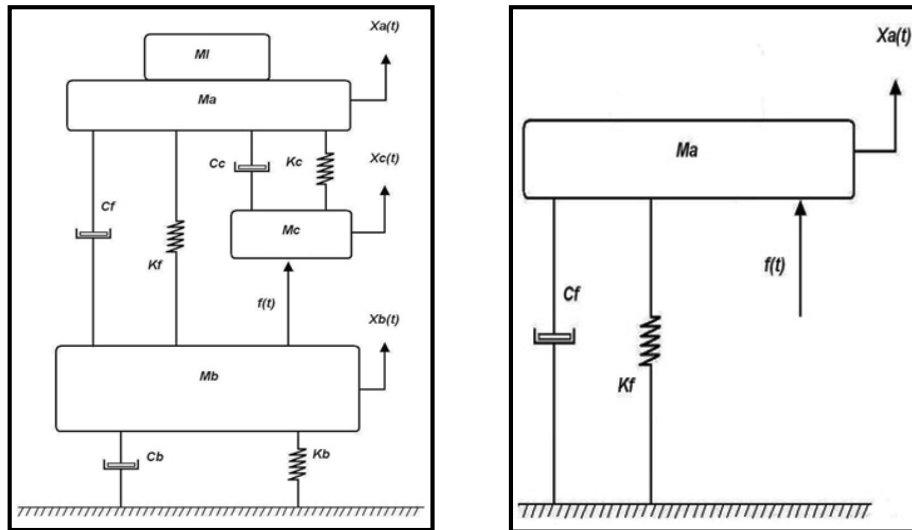 Xa(t)
Ml
Ma
Cc
Kc
Xc(t)
Cf
Mc
Kf
f(t)
Xb(t)
Mb
Cb
Kb
Xa(t)
Ma
f(t)
Cf
Kf